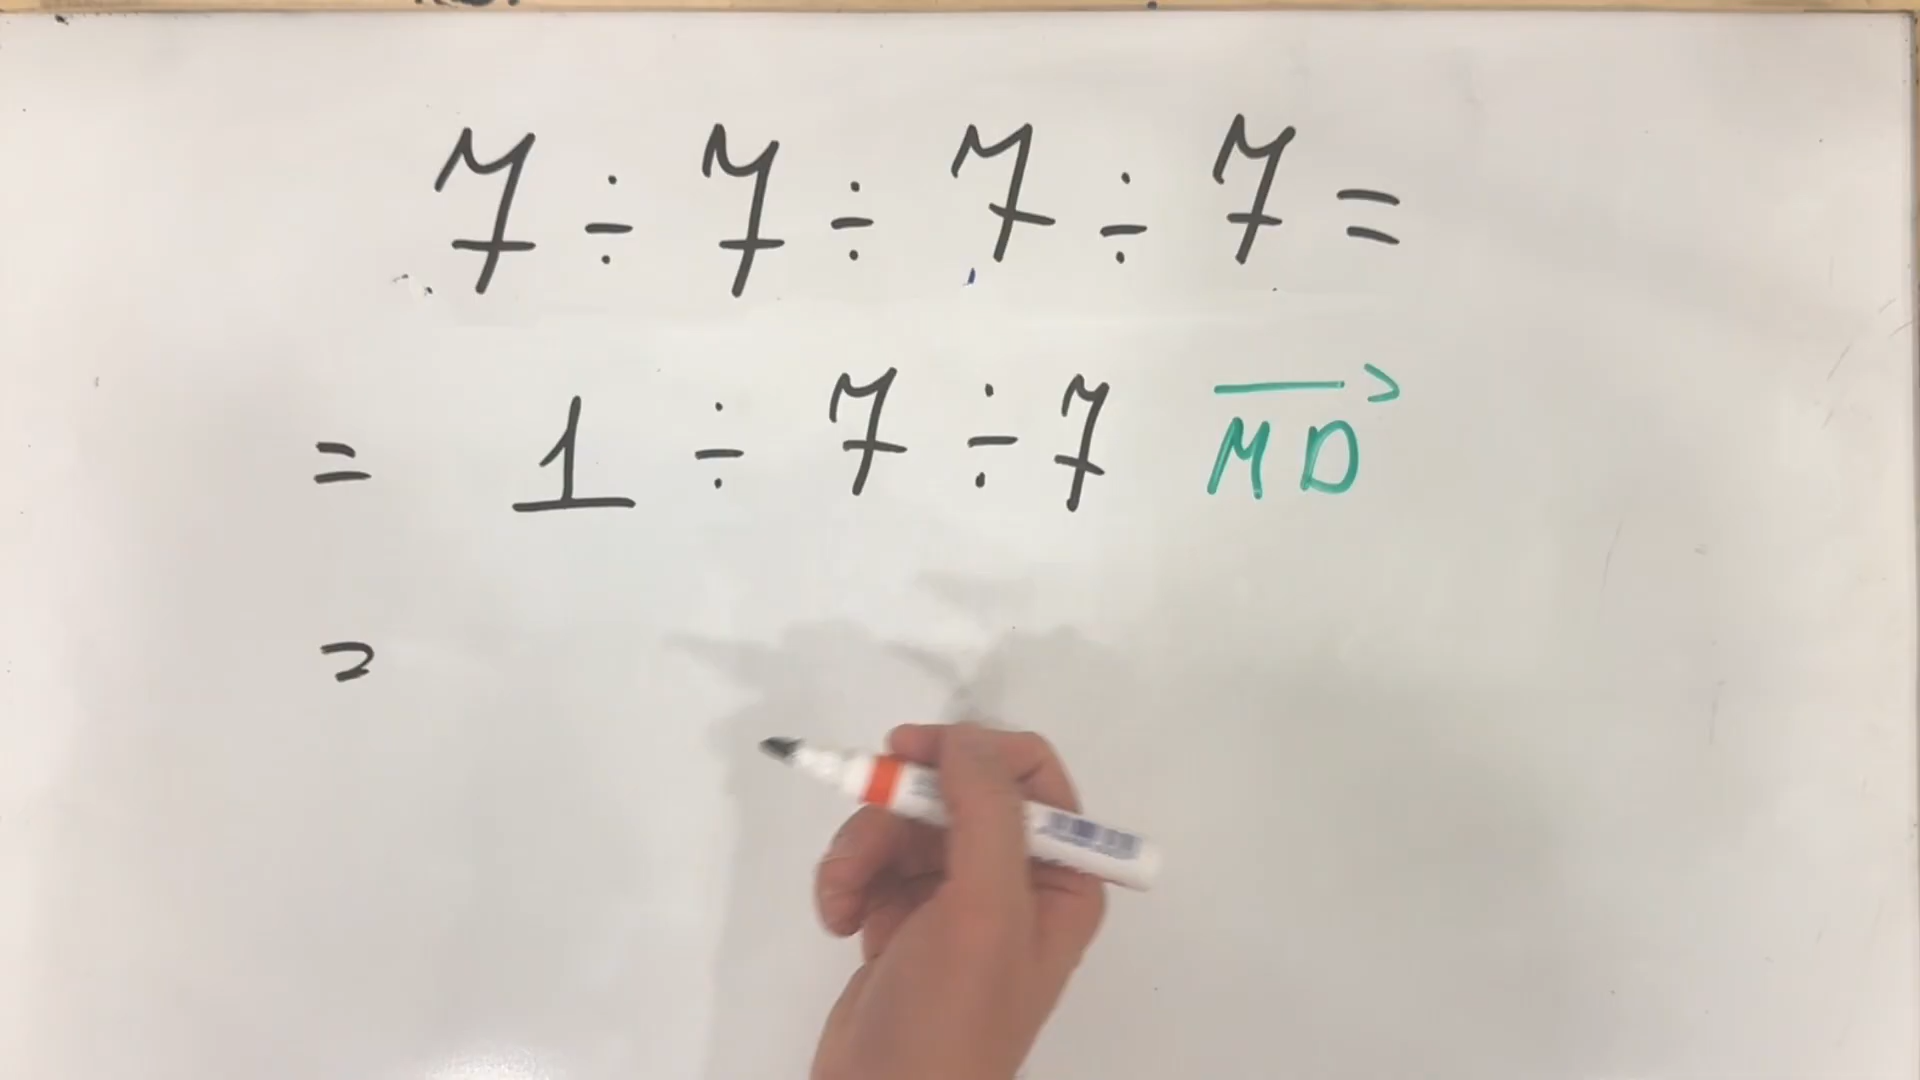 7 ÷ 7 ÷ 7 ÷ 7 =
= 1 ÷ 7 ÷ 7 MD
=